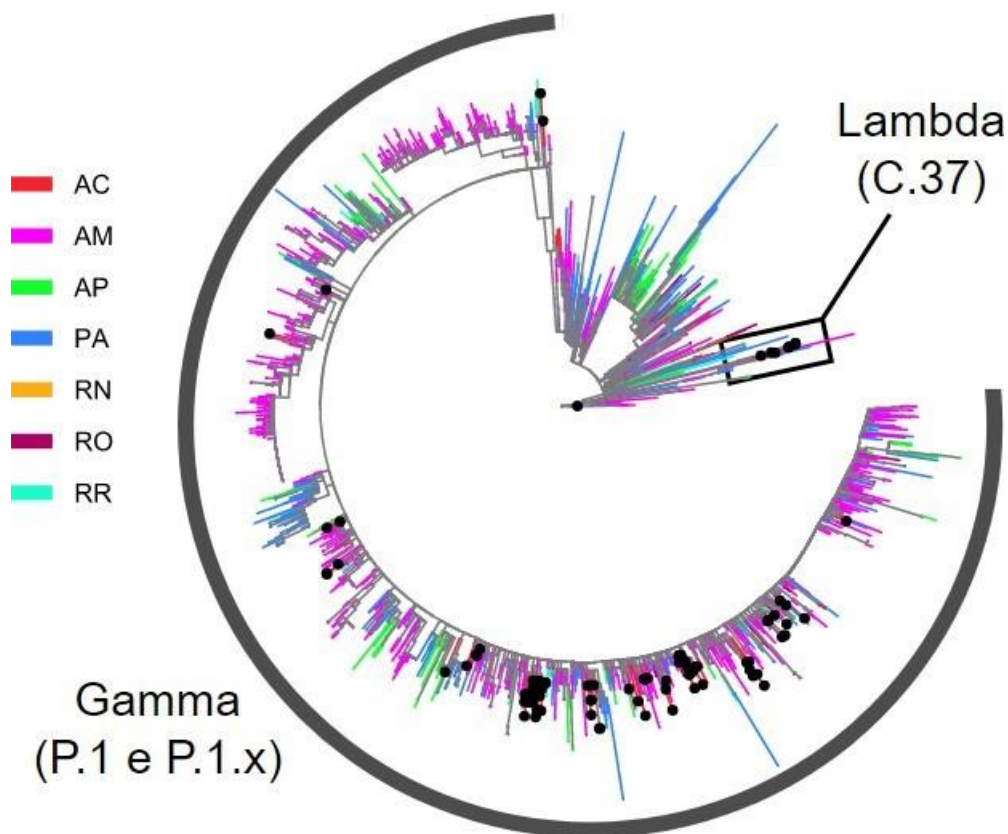 Lambda
(C.37)
AC
AM
AP
PA
RN
RO
RR
Gamma
(P.1 e P.1.x)